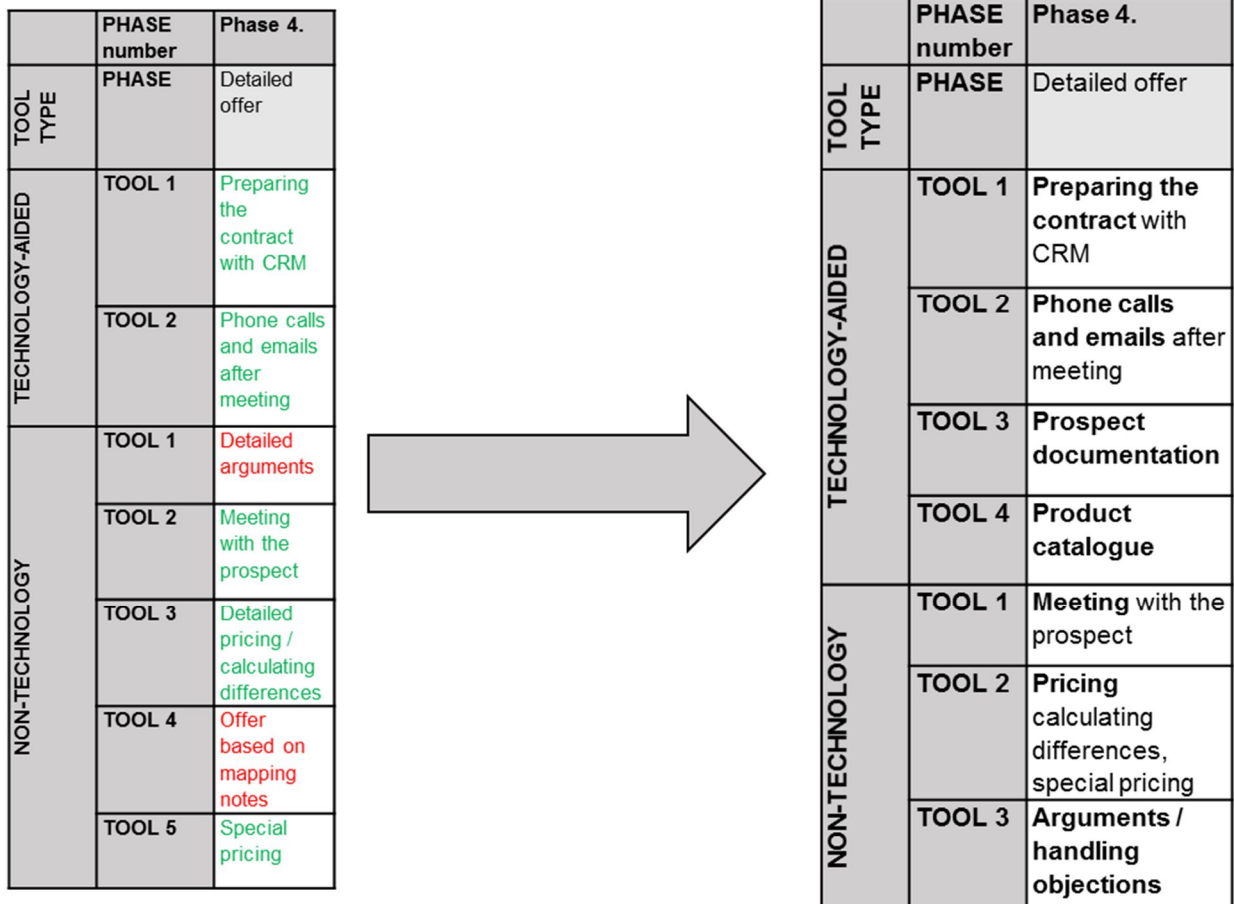 PHASE number
Phase 4.
TOOL TYPE
PHASE
Detailed offer
TECHNOLOGY-AIDED
TOOL 1
Preparing
the
contract
with CRM
TOOL 2
Phone calls
and emails
after
meeting
NON-TECHNOLOGY
TOOL 1
Detailed
arguments
TOOL 2
Meeting
with the
prospect
TOOL 3
Detailed
pricing /
calculating
differences
TOOL 4
Offer
based on
mapping
notes
TOOL 5
Special
pricing
PHASE
number
Phase 4.
TOOL
TYPE
PHASE
Detailed offer
TECHNOLOGY-AIDED
TOOL 1
Preparing the
contract with
CRM
TOOL 2
Phone calls
and emails after
meeting
TOOL 3
Prospect
documentation
TOOL 4
Product
catalogue
NON-TECHNOLOGY
TOOL 1
Meeting with the
prospect
TOOL 2
Pricing
calculating
differences,
special pricing
TOOL 3
Arguments /
handling
objections